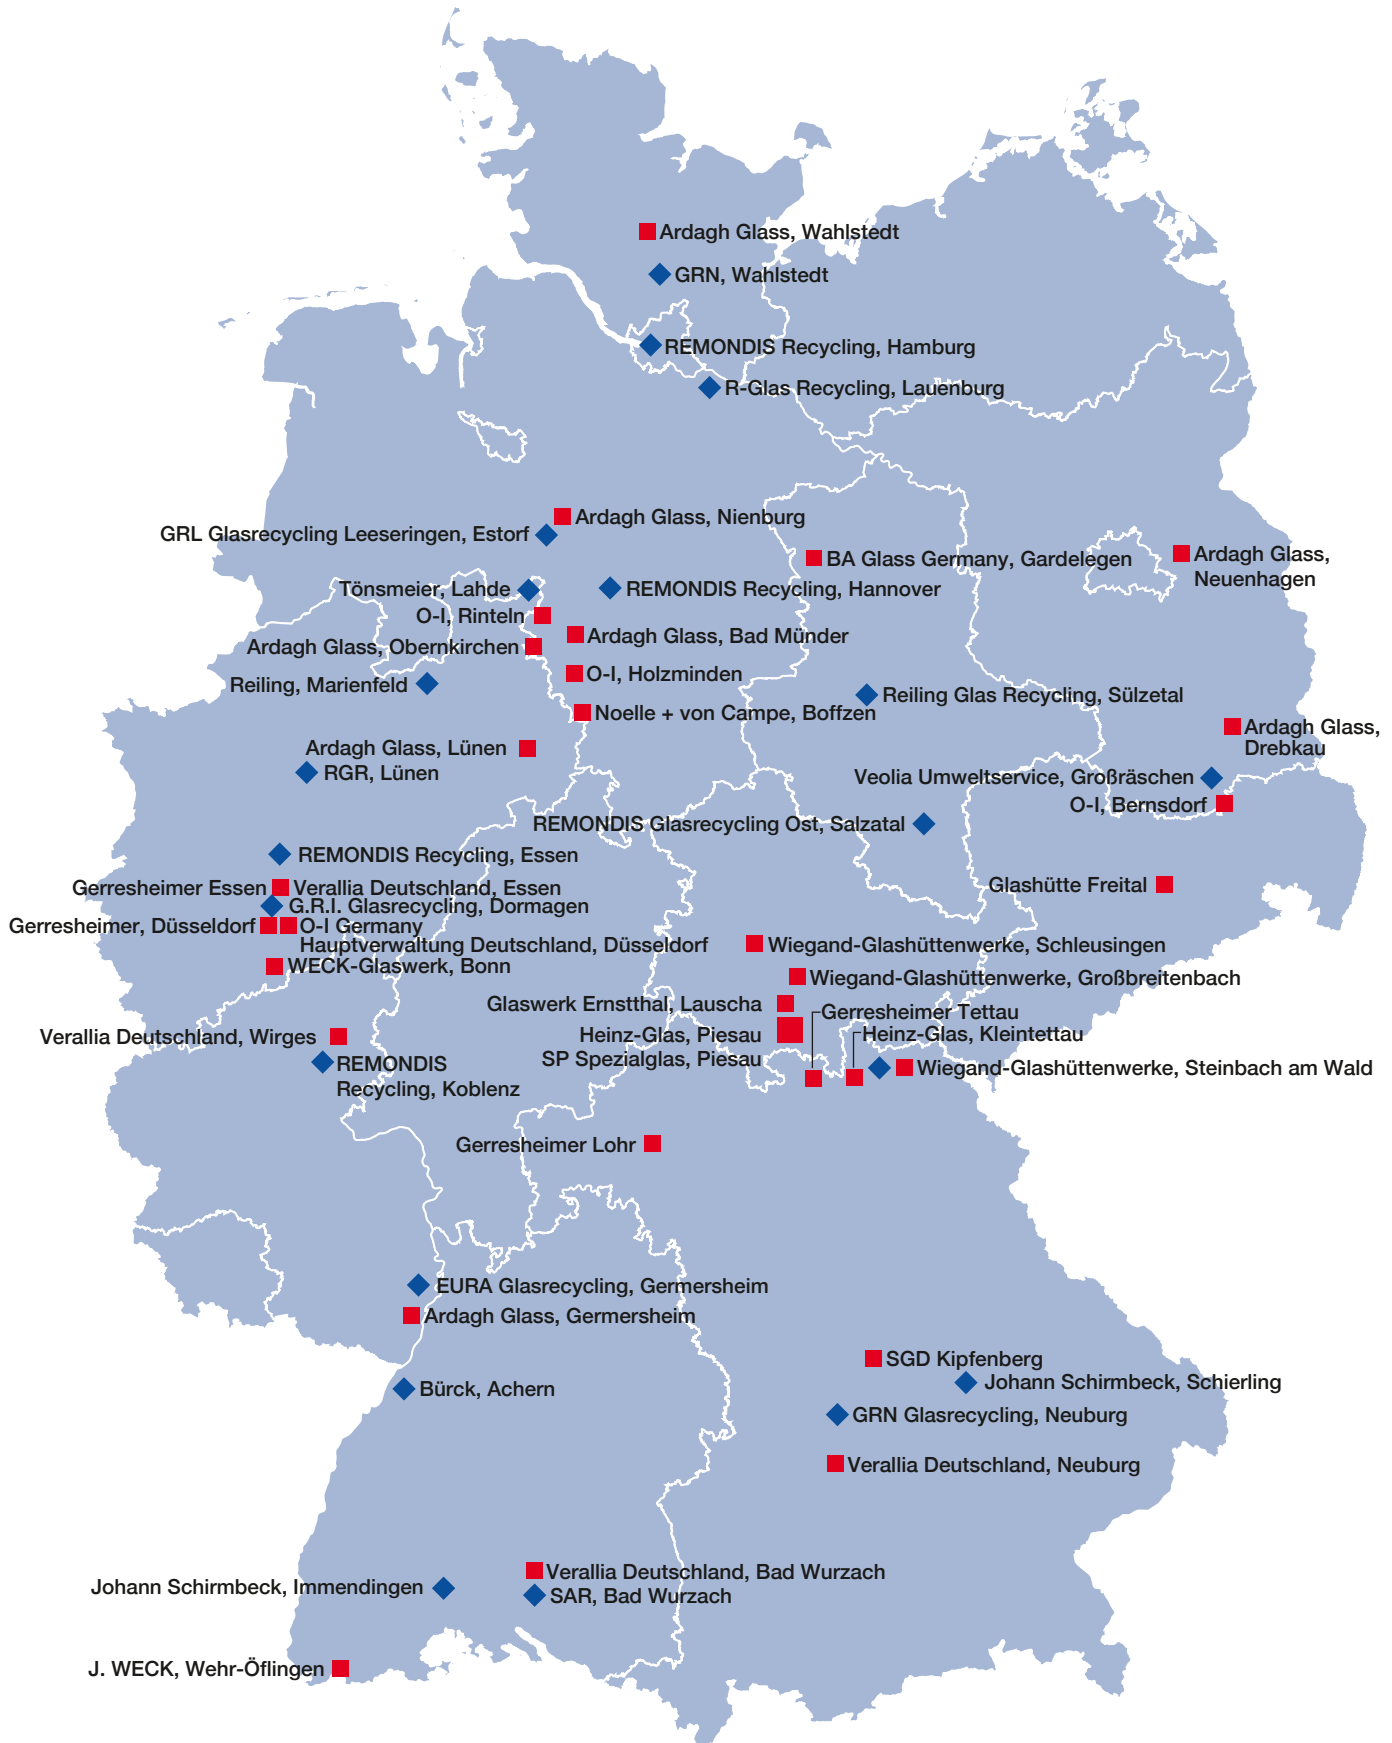 Ardagh Glass, Wahlstedt
GRN, Wahlstedt
REMONDIS Recycling, Hamburg
R-Glas Recycling, Lauenburg
Ardagh Glass, Nienburg
GRL Glasrecycling Leeseringen, Estorf
BA Glass Germany, Gardelegen
Ardagh Glass,
Neuenhagen
Tönsmeier, Lahde
REMONDIS Recycling, Hannover
O-I, Rinteln
Ardagh Glass, Bad Münder
Ardagh Glass, Obernkirchen
O-I, Holzminden
Reiling, Marienfeld
Reiling Glas Recycling, Sülzetal
Noelle + von Campe, Boffzen
Ardagh Glass,
Drebkau
Ardagh Glass, Lünen
RGR, Lünen
Veolia Umweltservice, Großräschen
O-I, Bernsdorf
REMONDIS Glasrecycling Ost, Salzatal
REMONDIS Recycling, Essen
Glashütte Freital
Gerresheimer Essen
Verallia Deutschland, Essen
G.R.I. Glasrecycling, Dormagen
Gerresheimer, Düsseldorf
O-I Germany
Hauptverwaltung Deutschland, Düsseldorf
Wiegand-Glashüttenwerke, Schleusingen
WECK-Glaswerk, Bonn
Wiegand-Glashüttenwerke, Großbreitenbach
Glaswerk Ernstthal, Lauscha
Gerresheimer Tettau
Heinz-Glas, Piesau
Heinz-Glas, Kleintettau
Verallia Deutschland, Wirges
SP Spezialglas, Piesau
REMONDIS
Recycling, Koblenz
Wiegand-Glashüttenwerke, Steinbach am Wald
Gerresheimer Lohr
EURA Glasrecycling, Germersheim
Ardagh Glass, Germersheim
SGD Kipfenberg
Johann Schirmbeck, Schierling
Bürck, Achern
GRN Glasrecycling, Neuburg
Verallia Deutschland, Neuburg
Verallia Deutschland, Bad Wurzach
Johann Schirmbeck, Immendingen
SAR, Bad Wurzach
J. WECK, Wehr-Öflingen